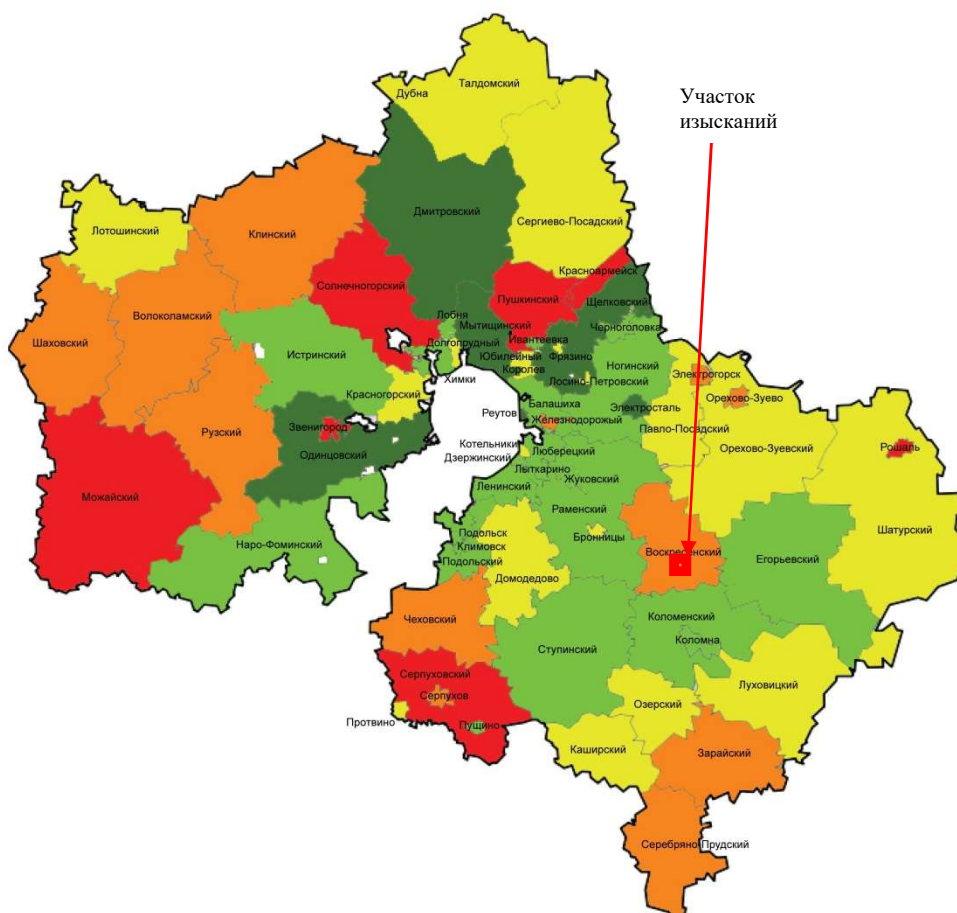 Талдомский
Дубна
Участок
изысканий
Дмитровский
Сергиево-Посадский
Лотошинский
Клинский
Красноармейск
Солнечногорский
Пушкинский
Щелковский
Волоколамский
Лобня
Мытищинский
Черноголовка
Шаховский
Долгопрудный
Ивантеевка
Истринский
Юбилейный
Фрязино
Королев
Ногинский
Электрогорск
Химки
Лосино-Петровский
Красногорский
Орехово-Зуево
Балашиха
Реутов
Электросталь
Железнодорожый
Звенигород
Рузский
Павло-Посадский
Котельники
Люберецкий
Орехово-Зуевский
Рошаль
Одинцовский
Дзержинский
Лыткарино
Жуковский
Можайский
Ленинский
Раменский
Шатурский
Подольск
Бронницы
Наро-Фоминский
Климовск
Воскресенский
Егорьевский
Подольский
Домодедово
Коломенский
Чеховский
Коломна
Ступинский
Серпуховский
Луховицкий
Серпухов
Озерский
Протвино
Пущино
Каширский
Зарайский
Серебряно Прудский